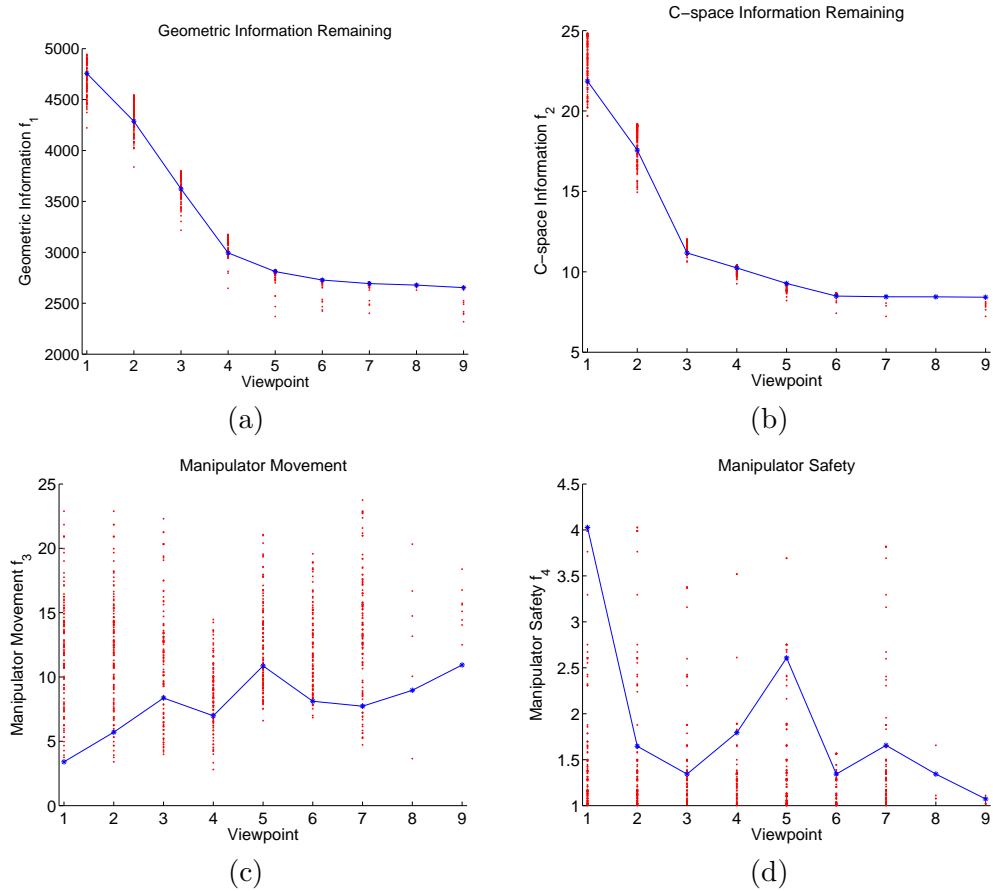 Geometric Information Remaining
5000
4500
4000
3500
3000
2500
2000
Geometric Information f_1
1 2 3 4 5 6 7 8 9
Viewpoint
(a)
C−space Information Remaining
25
20
15
10
5
C−space Information f_2
1 2 3 4 5 6 7 8 9
Viewpoint
(b)
Manipulator Movement
25
20
15
10
5
0
Manipulator Movement f_3
1 2 3 4 5 6 7 8 9
Viewpoint
(c)
Manipulator Safety
4.5
4
3.5
3
2.5
2
1.5
1
Manipulator Safety f_4
1 2 3 4 5 6 7 8 9
Viewpoint
(d)